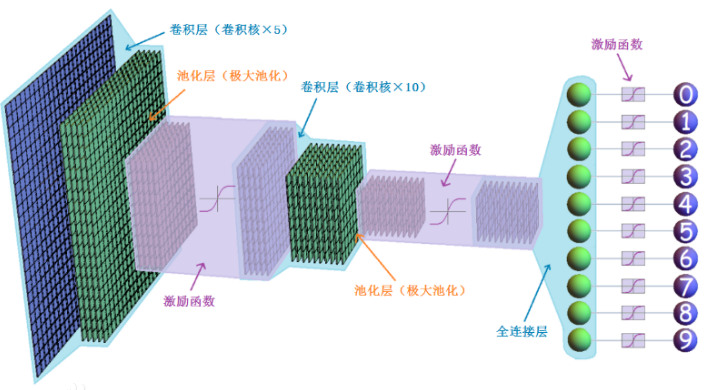 卷积层（卷积核×5）
激励函数
池化层（极大池化）
卷积层（卷积核×10）
激励函数
激励函数
池化层（极大池化）
全连接层
0
1
2
3
4
5
6
7
8
9